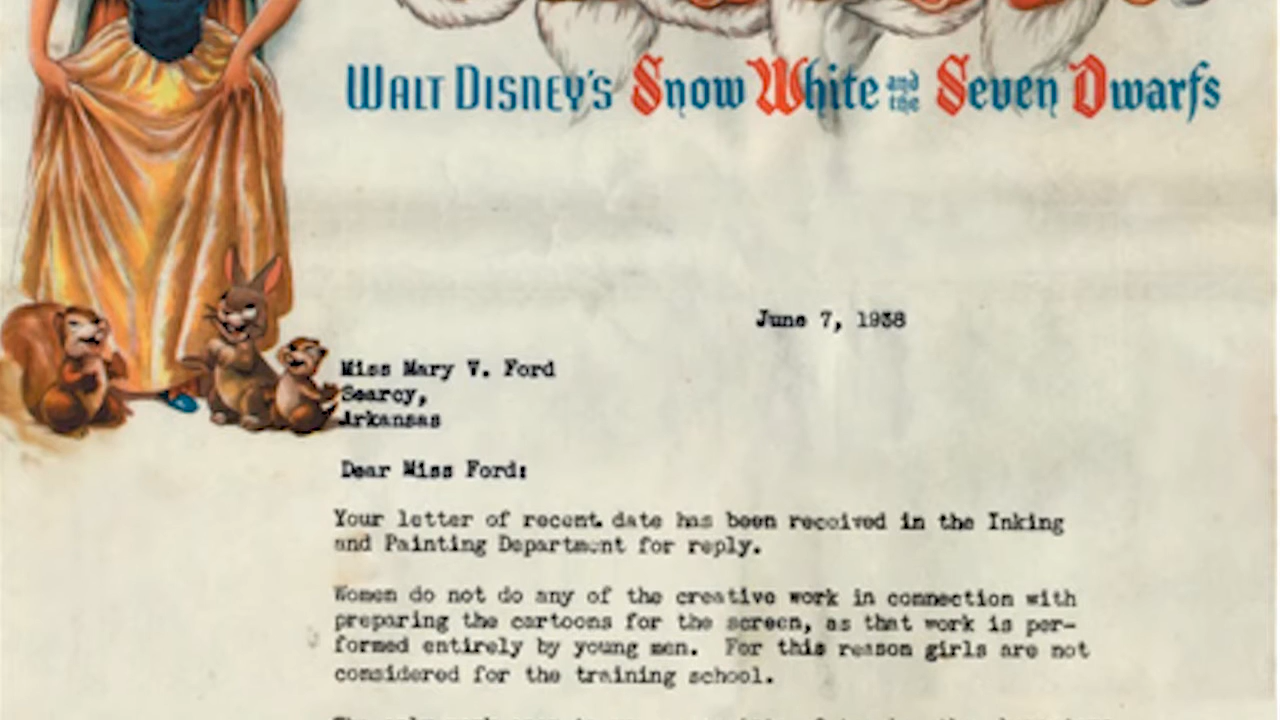 WALT DISNEY'S Snow White and the Seven Dwarfs
June 7, 1938
Miss Mary V. Ford
Searcy,
Arkansas
Dear Miss Ford:
Your letter of recent date has been received in the Inking
and Painting Department for reply.
Women do not do any of the creative work in connection with
preparing the cartoons for the screen, as that work is per-
formed entirely by young men. For this reason girls are not
considered for the training school.